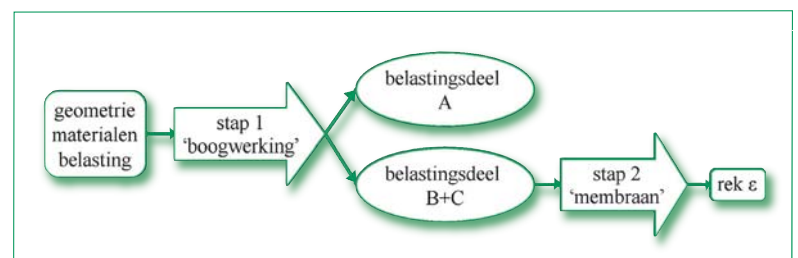 geometrie
materialen
belasting
stap 1
‘boogwerking’
belastingsdeel
A
belastingsdeel
B+C
stap 2
‘membraan’
rek ε